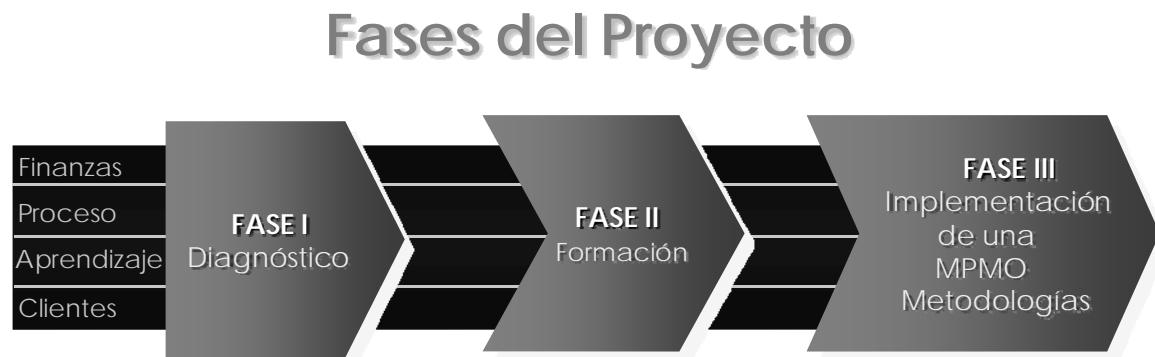 Fases del Proyecto
Finanzas
Proceso
Aprendizaje
Clientes
FASE I
Diagnóstico
FASE II
Formación
FASE III
Implementación
de una
MPMO
Metodologías